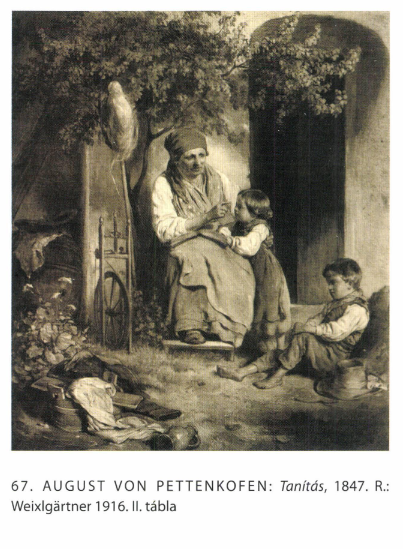 67. AUGUST VON PETTENKOFEN: Tanítás, 1847. R.:
Weixlgärtner 1916. II. tábla